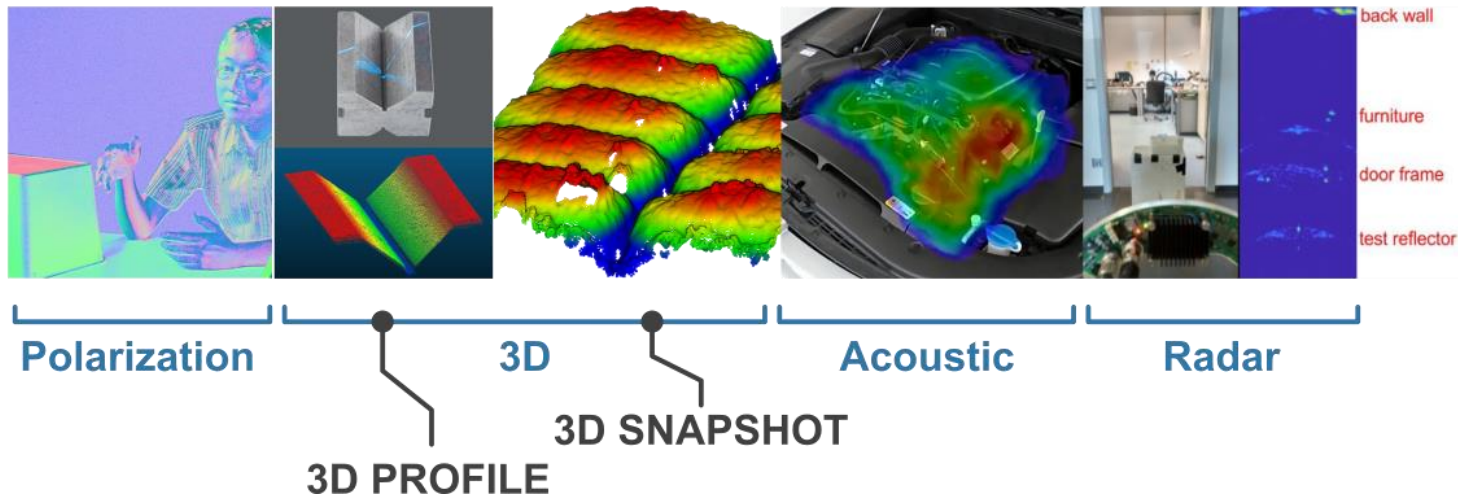 back wall
furniture
door frame
test reflector
Polarization
3D
Acoustic
Radar
3D SNAPSHOT
3D PROFILE